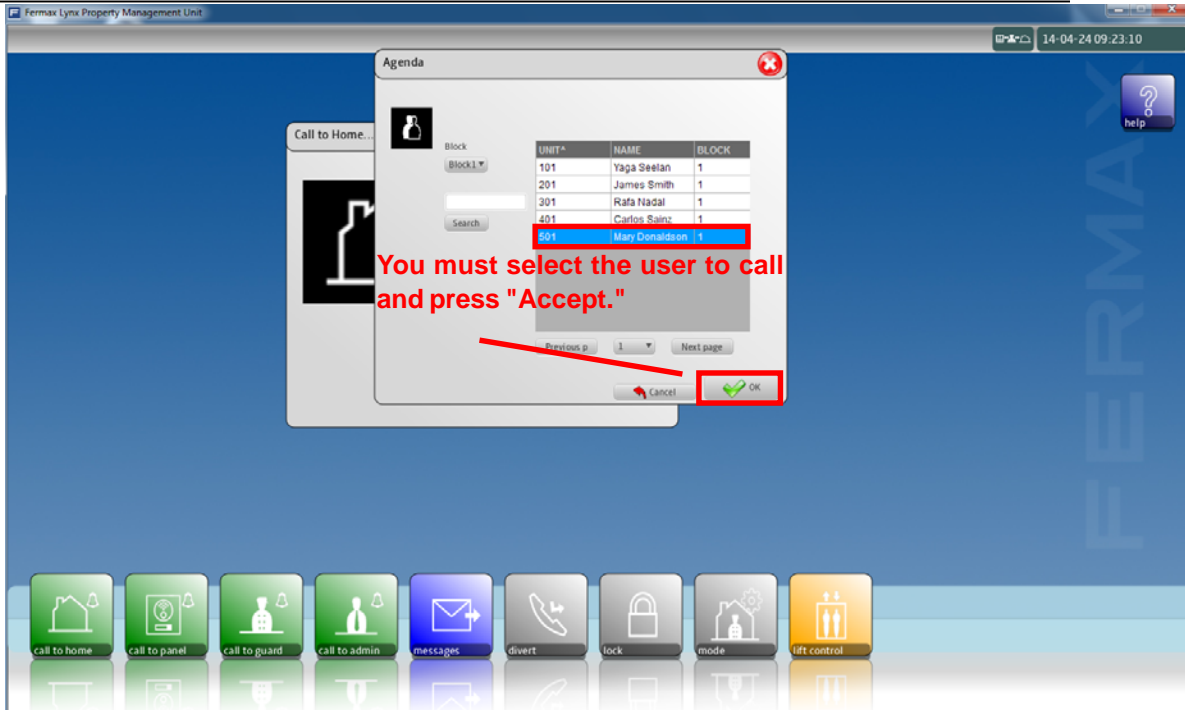 Fermax Lynx Property Management Unit
14-04-24 09:23:10
Agenda
help
Call to Home...
Block
Block1
Search
UNIT^ NAME BLOCK
101 Yaga Seelan 1
201 James Smith 1
301 Rafa Nadal 1
401 Carlos Sainz 1
501 Mary Donaldson 1
You must select the user to call
and press "Accept."
Previous p 1 Next page
Cancel OK
FERMAX
call to home call to panel call to guard call to admin messages divert lock mode lift control